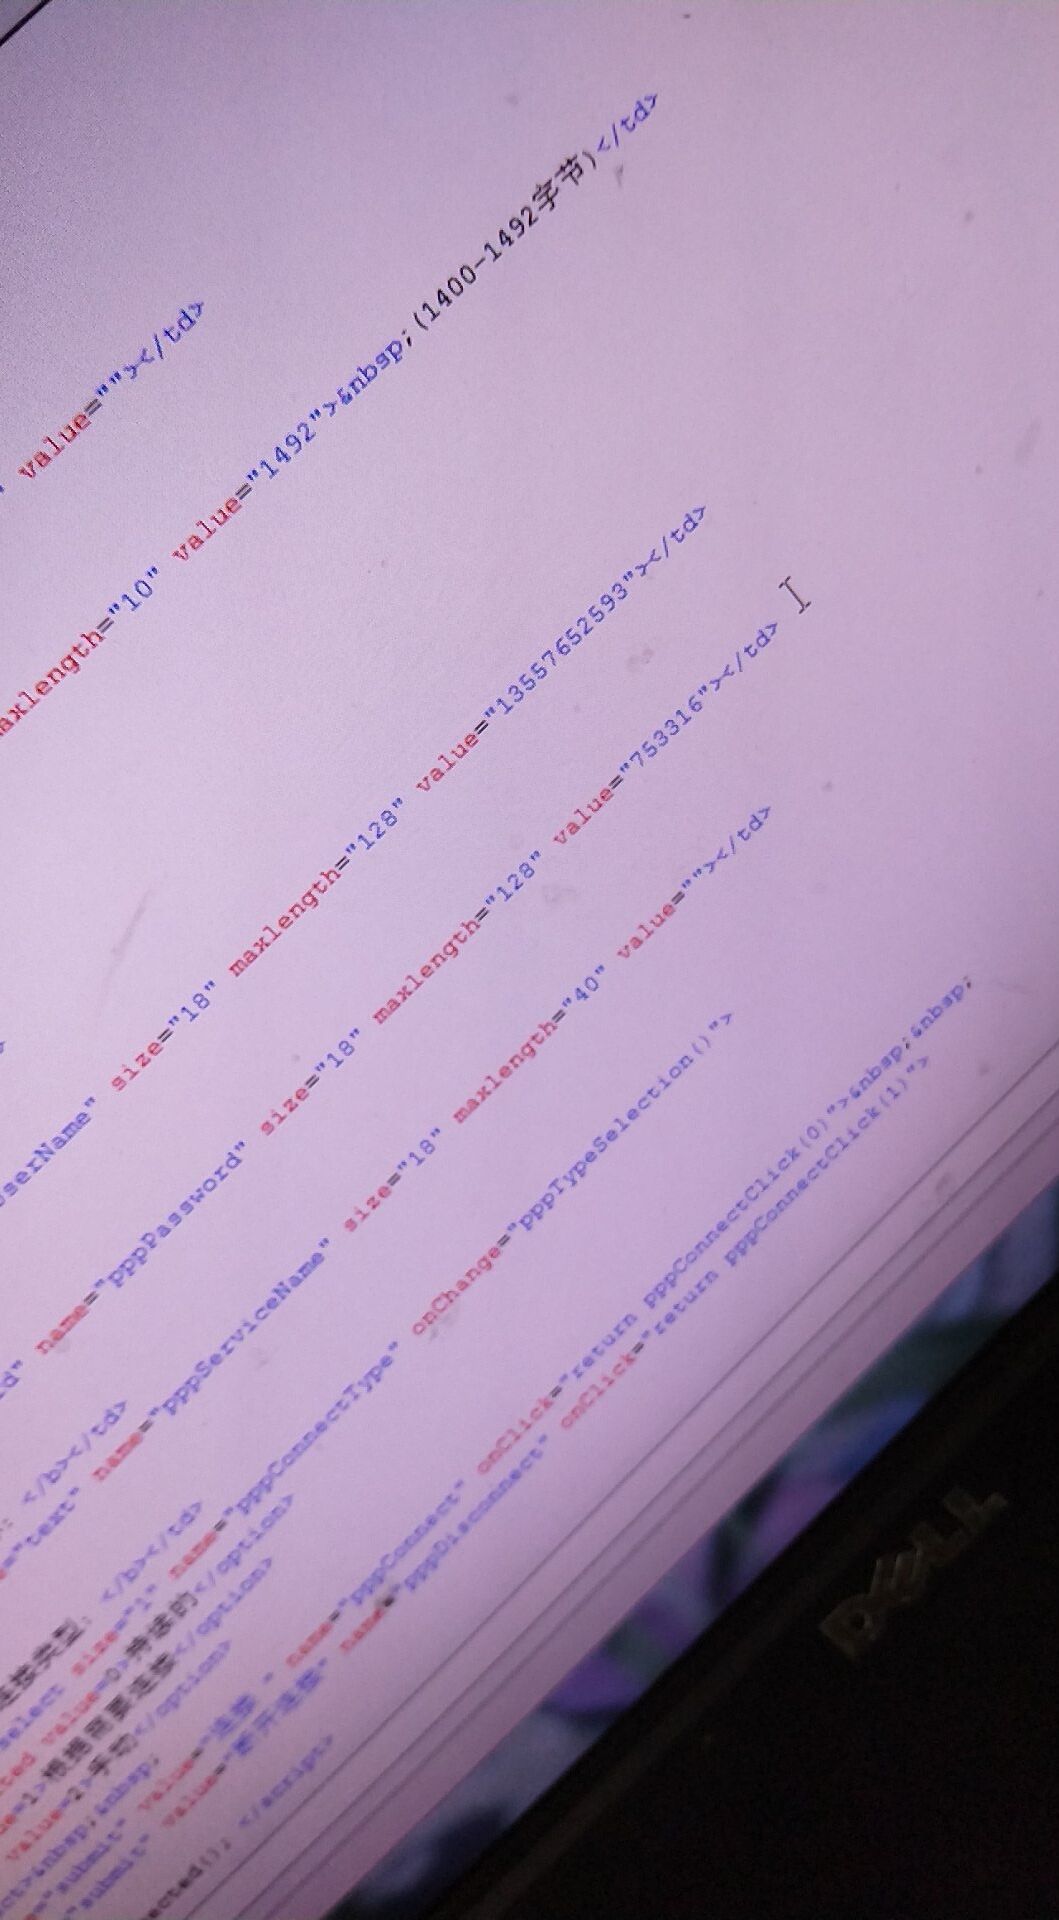 " value=""></td>
axlength="10" value="1492">&nbsp;(1400-1492字节)</td>
serName" size="18" maxlength="128" value="13557652593"></td>
rd" name="pppPassword" size="18" maxlength="128" value="753316"></td>
</b></td>
="text" name="pppServiceName" size="18" maxlength="40" value=""></td>
连接类型: </b></td>
select size="1" name="pppConnectType" onChange="pppTypeSelection()">
ted value=0>持续的</option>
ue=1>根据需要连接</option>
value=2>手动</option>
ct>&nbsp;&nbsp;
="submit" value="连接 " name="pppConnect" onClick="return pppConnectClick(0)">&nbsp;&nbsp;
"submit" value="断开连接" name="pppDisconnect" onClick="return pppConnectClick(1)">
ected(); </script>
DELL